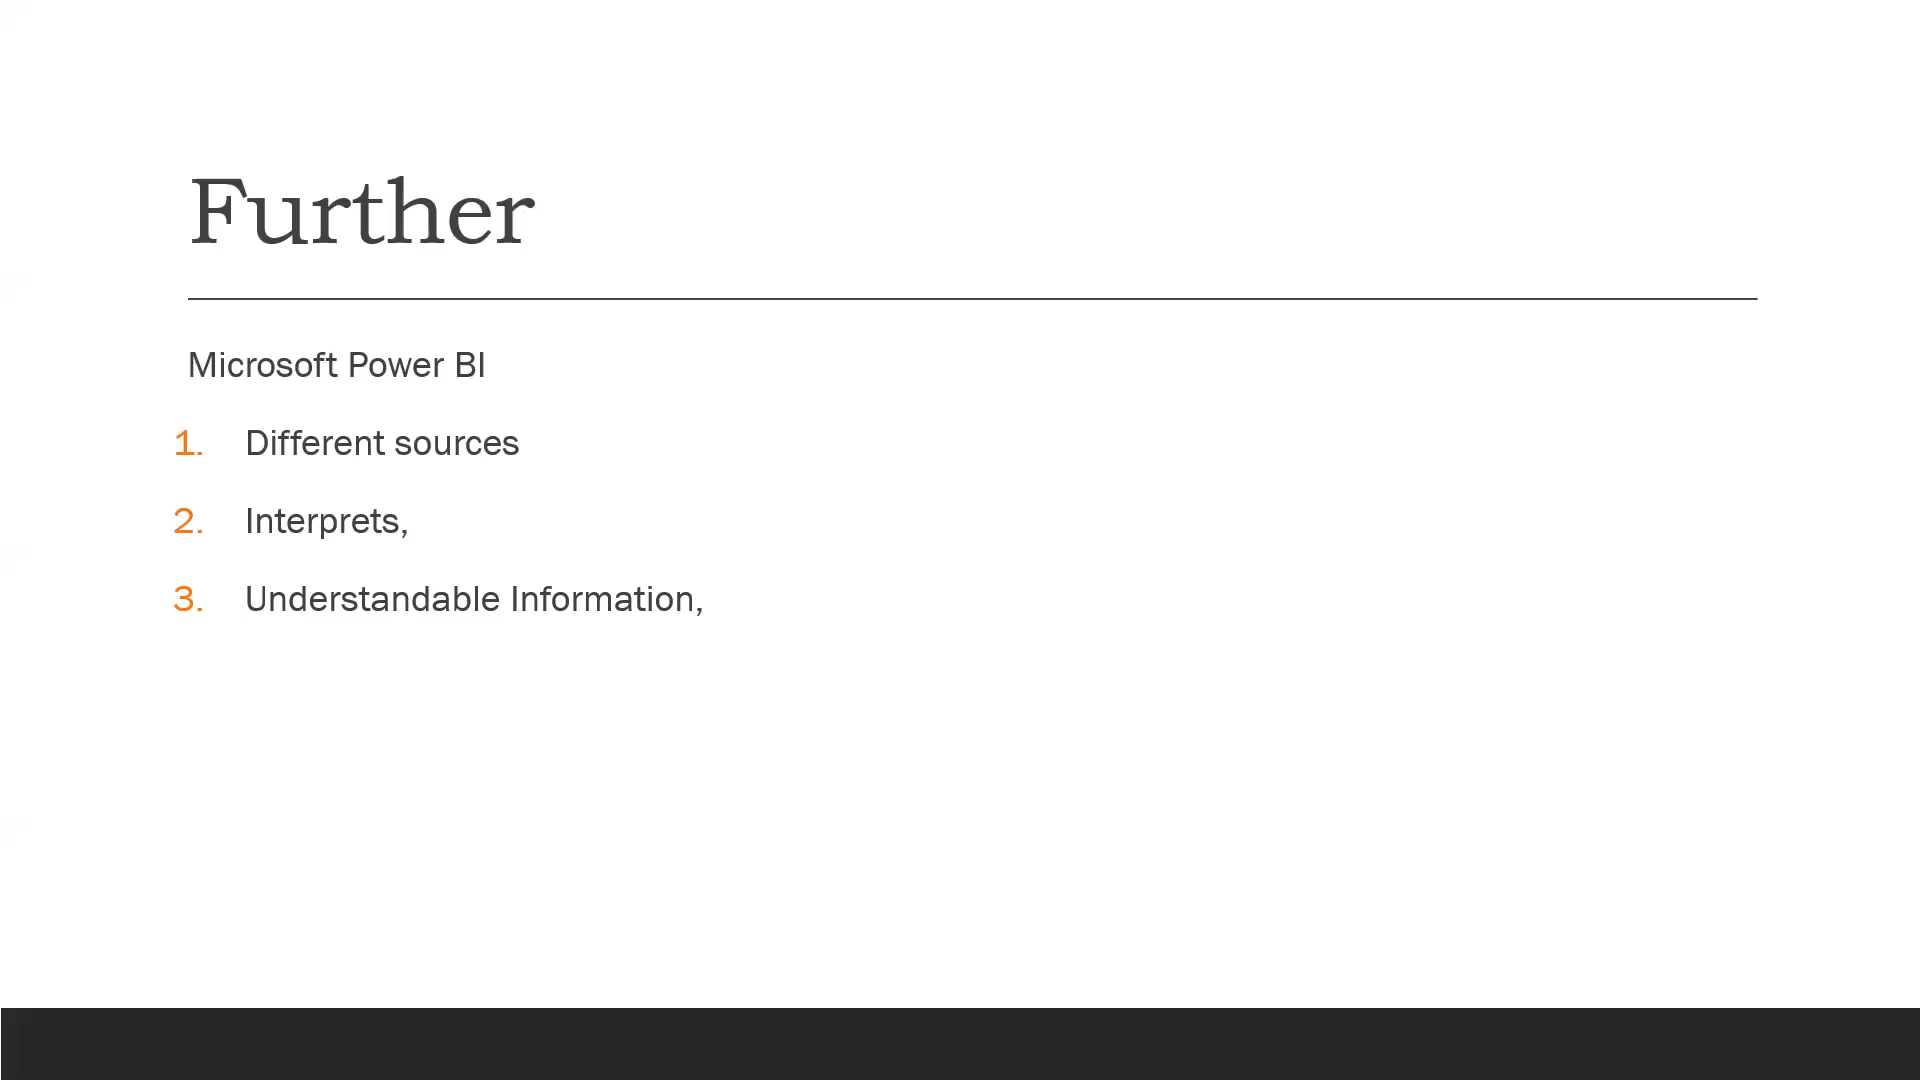 Further
Microsoft Power BI
1. Different sources
2. Interprets,
3. Understandable Information,